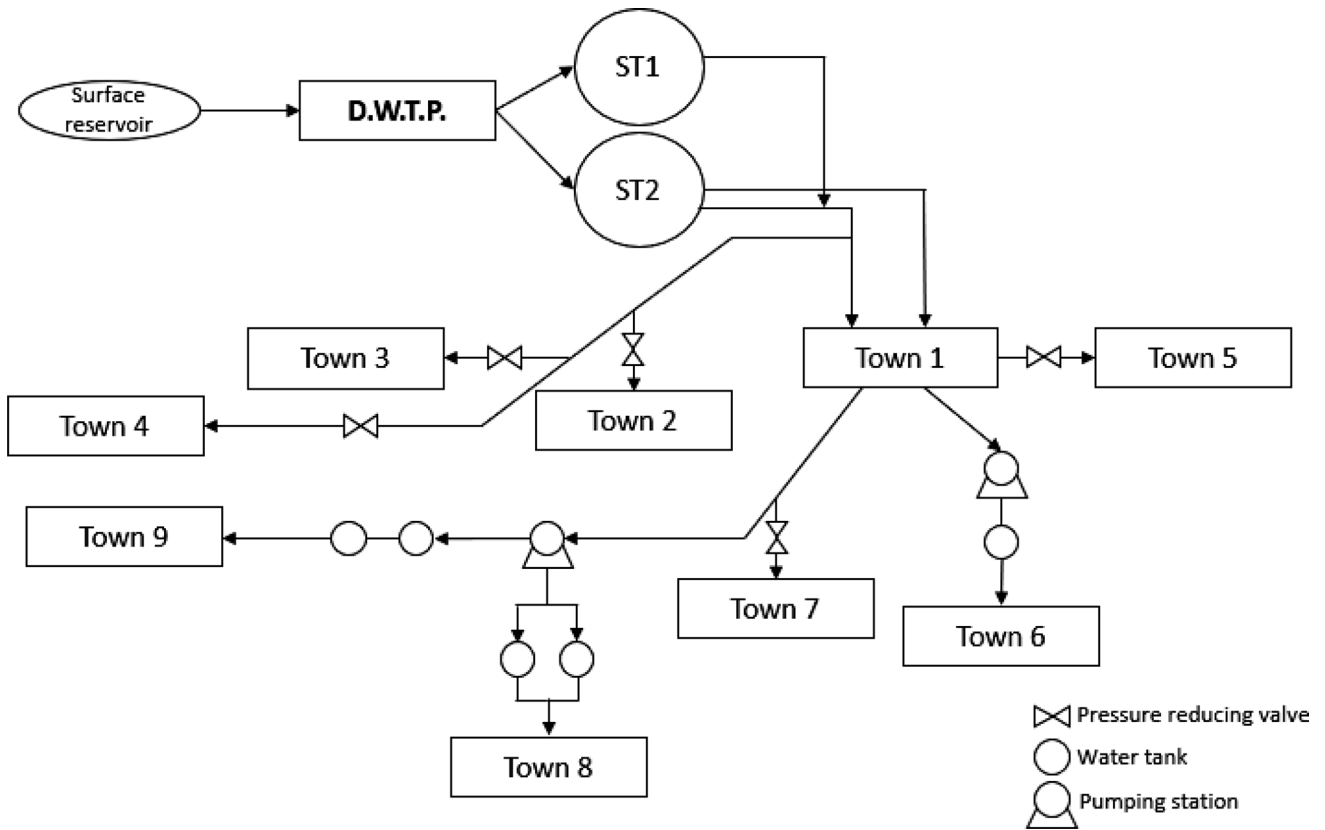 Surface
reservoir
D.W.T.P.
ST1
ST2
Town 3
Town 1
Town 5
Town 4
Town 2
Town 9
Town 7
Town 6
Town 8
Pressure reducing valve
Water tank
Pumping station